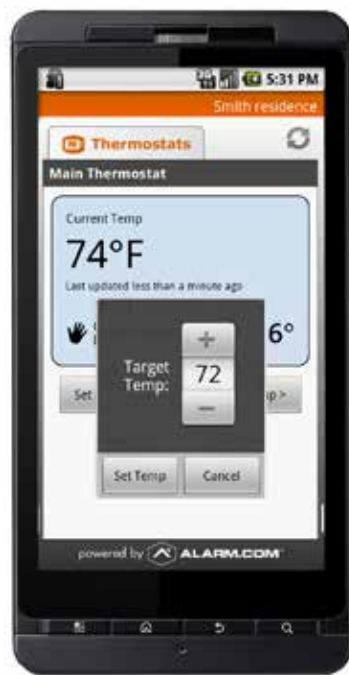 5:31 PM
Smith residence
Thermostats
Main Thermostat
Current Temp
74°F
Last updated less than a minute ago
6°
Target
Temp:
+
72
−
Set
p >
Set Temp
Cancel
powered by ALARM.COM